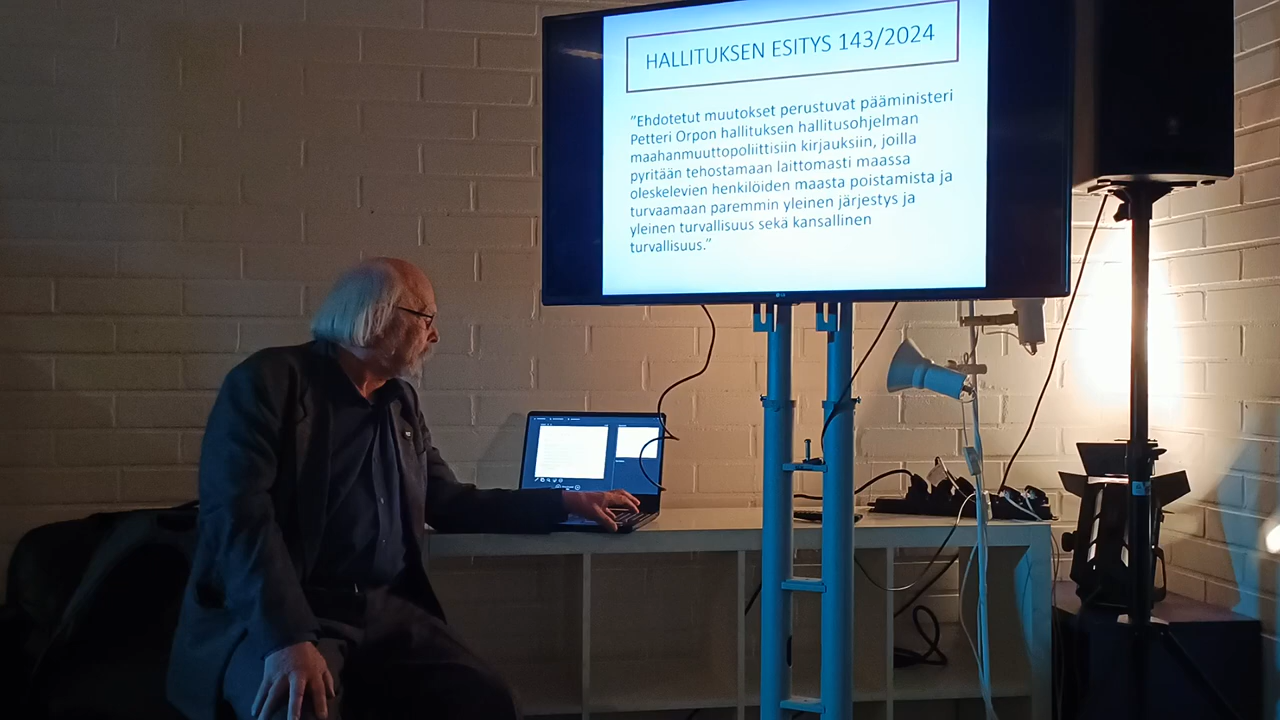 HALLITUKSEN ESITYS 143/2024
”Ehdotetut muutokset perustuvat pääministeri
Petteri Orpon hallituksen hallitusohjelman
maahanmuuttopoliittisiin kirjauksiin, joilla
pyritään tehostamaan laittomasti maassa
oleskelevien henkilöiden maasta poistamista ja
turvaamaan paremmin yleinen järjestys ja
yleinen turvallisuus sekä kansallinen
turvallisuus.”
LG